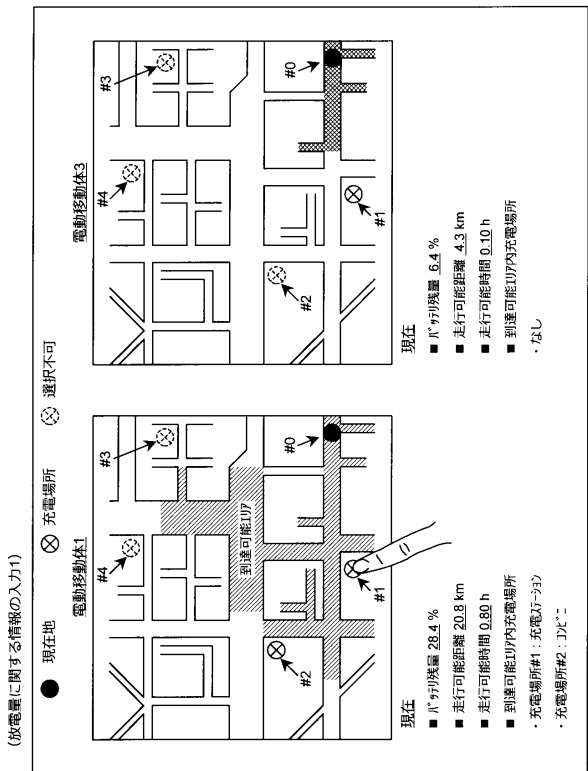 (放電量に関する情報の入力1)
現在地
充電場所
選択不可
電動移動体1
#4
#3
到達可能エリア
#2
#1
#0
現在
■ バッテリ残量 28.4 %
■ 走行可能距離 20.8 km
■ 走行可能時間 0.80 h
■ 到達可能エリア内充電場所
・充電場所#1:充電ステーション
・充電場所#2:コンビニ
電動移動体3
#4
#3
#2
#1
#0
現在
■ バッテリ残量 6.4 %
■ 走行可能距離 4.3 km
■ 走行可能時間 0.10 h
■ 到達可能エリア内充電場所
・なし